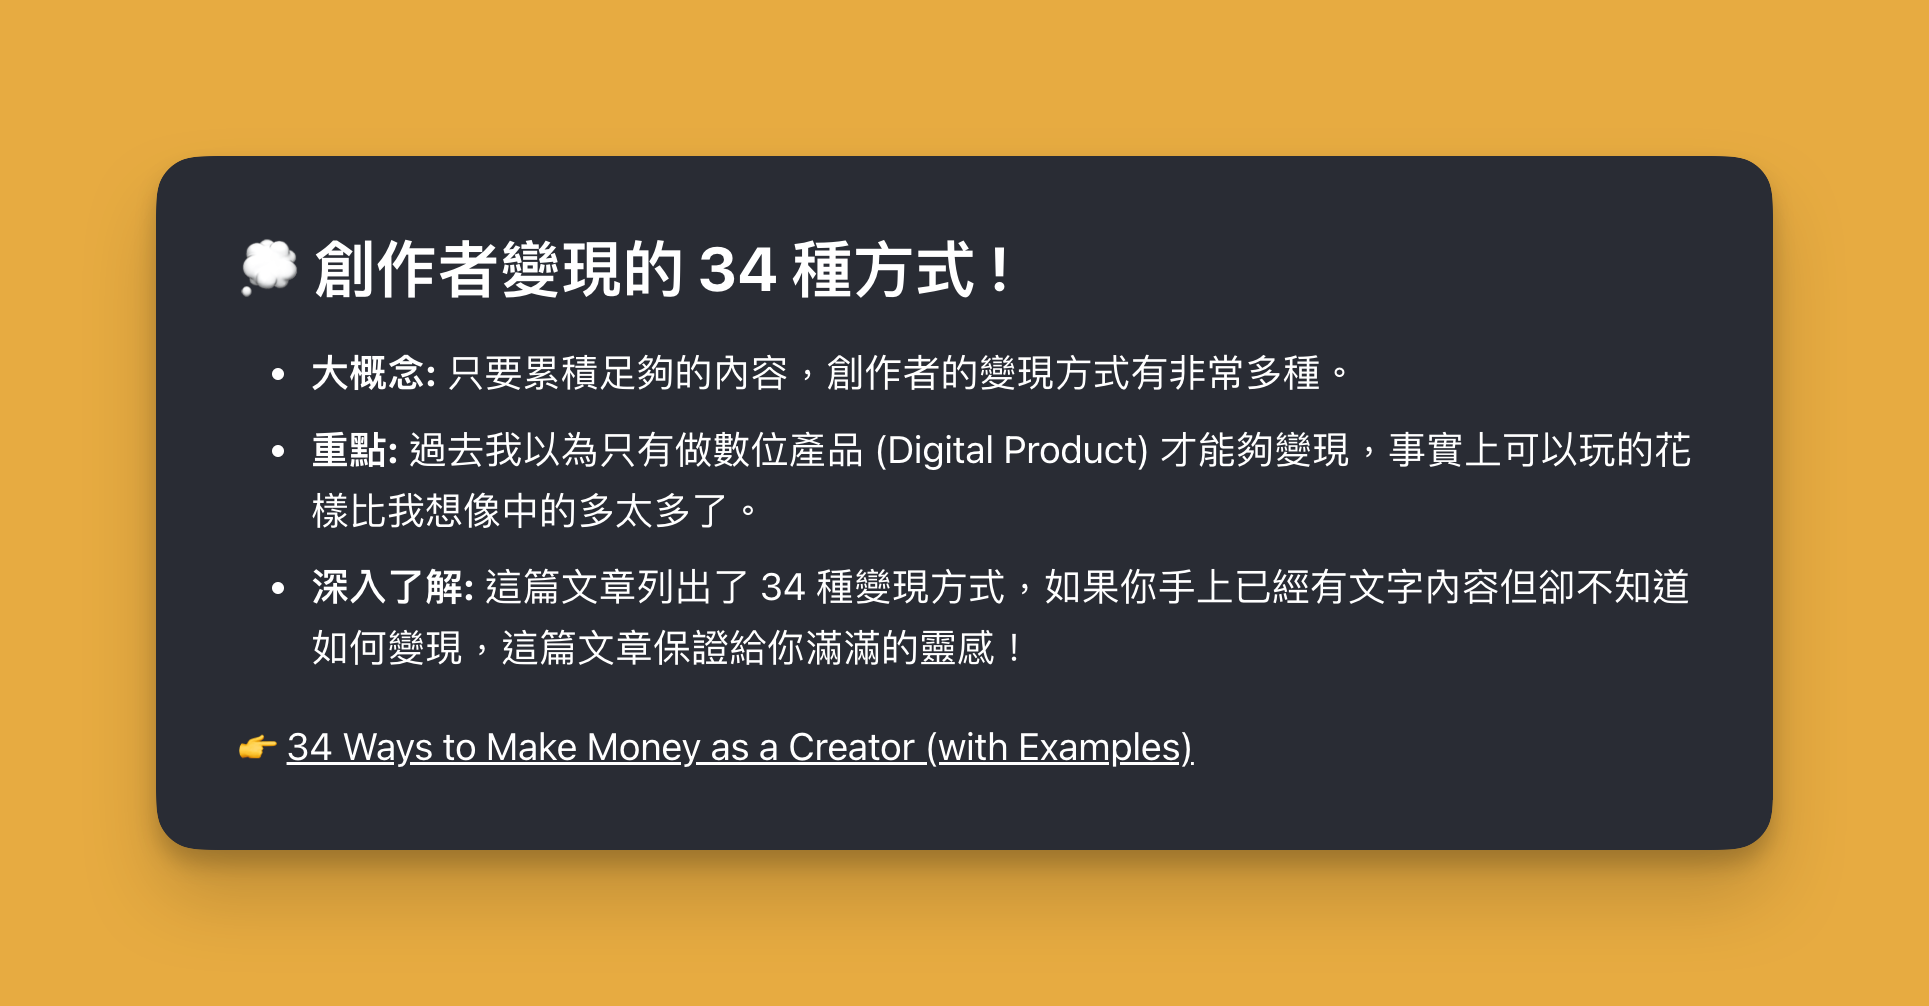 💭 創作者變現的 34 種方式！
• 大概念: 只要累積足夠的內容，創作者的變現方式有非常多種。
• 重點: 過去我以為只有做數位產品 (Digital Product) 才能夠變現，事實上可以玩的花
樣比我想像中的多太多了。
• 深入了解: 這篇文章列出了 34 種變現方式，如果你手上已經有文字內容但卻不知道
如何變現，這篇文章保證給你滿滿的靈感！
👉 34 Ways to Make Money as a Creator (with Examples)